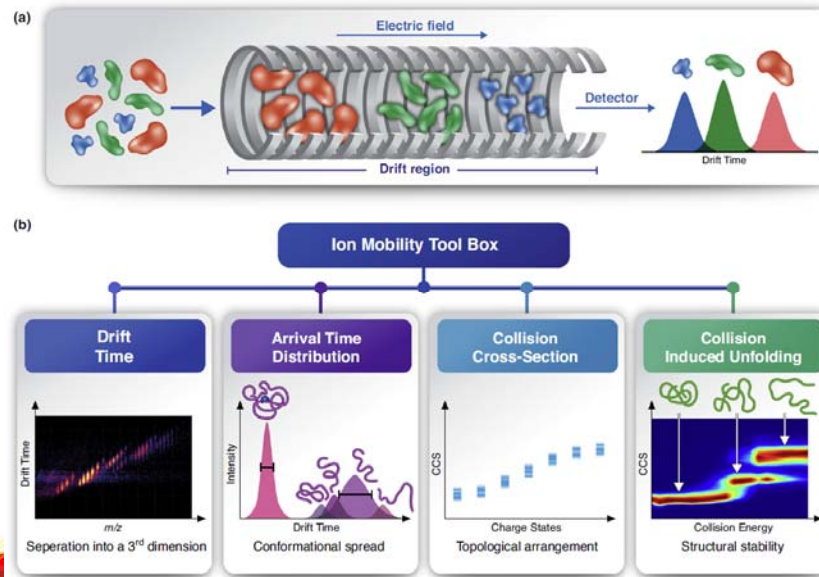 (a)
Electric field
Detector
Drift region
Drift Time
(b)
Ion Mobility Tool Box
Drift
Time
Drift Time
m/z
Seperation into a 3rd dimension
Arrival Time
Distribution
Intensity
Drift Time
Conformational spread
Collision
Cross-Section
CCS
Charge States
Topological arrangement
Collision
Induced Unfolding
CCS
Collision Energy
Structural stability